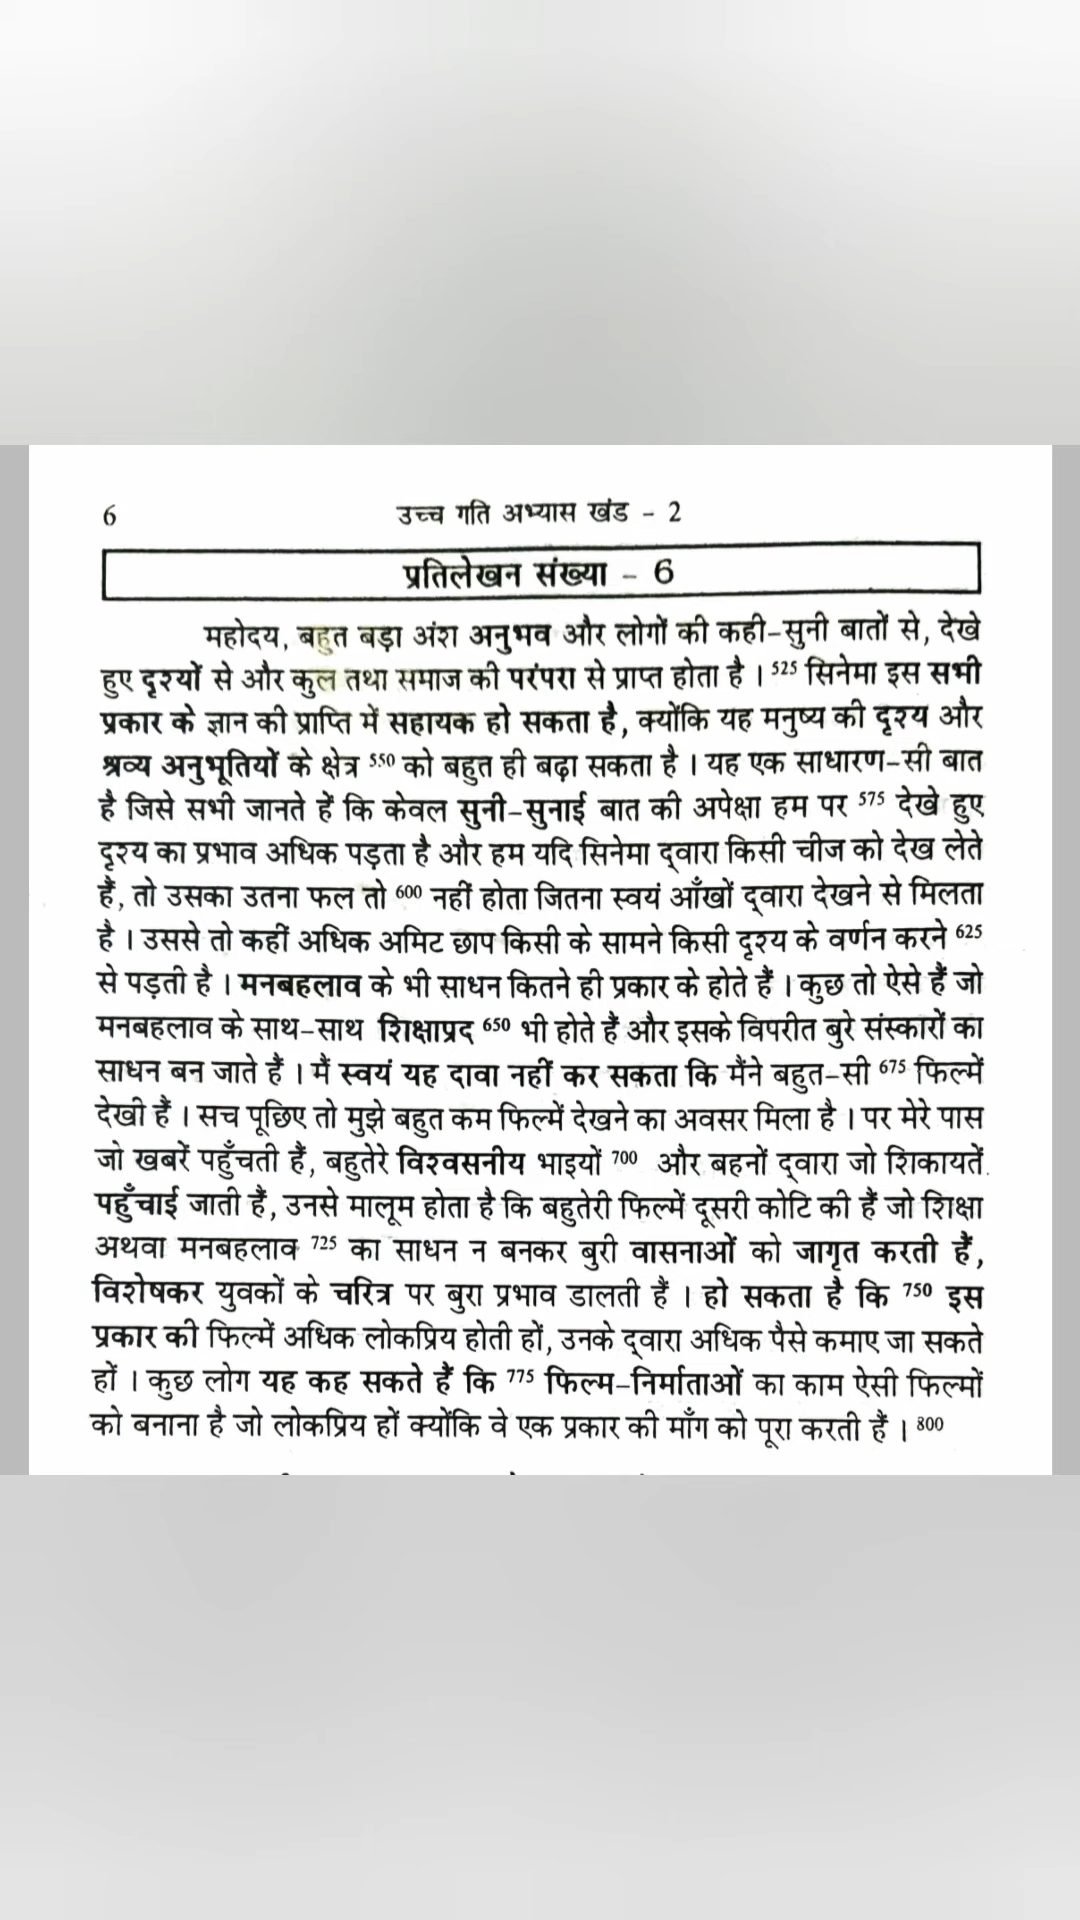 6
उच्च गति अभ्यास खंड - 2
प्रतिलेखन संख्या - 6
महोदय, बहुत बड़ा अंश अनुभव और लोगों की कही-सुनी बातों से, देखे
हुए दृश्यों से और कुल तथा समाज की परंपरा से प्राप्त होता है । 525 सिनेमा इस सभी
प्रकार के ज्ञान की प्राप्ति में सहायक हो सकता है, क्योंकि यह मनुष्य की दृश्य और
श्रव्य अनुभूतियों के क्षेत्र 550 को बहुत ही बढ़ा सकता है । यह एक साधारण-सी बात
है जिसे सभी जानते हें कि केवल सुनी-सुनाई बात की अपेक्षा हम पर 575 देखे हुए
दृश्य का प्रभाव अधिक पड़ता है और हम यदि सिनेमा द्वारा किसी चीज को देख लेते
हैं, तो उसका उतना फल तो 600 नहीं होता जितना स्वयं आँखों द्वारा देखने से मिलता
है । उससे तो कहीं अधिक अमिट छाप किसी के सामने किसी दृश्य के वर्णन करने 625
से पड़ती है । मनबहलाव के भी साधन कितने ही प्रकार के होते हैं । कुछ तो ऐसे हैं जो
मनबहलाव के साथ-साथ शिक्षाप्रद 650 भी होते हैं और इसके विपरीत बुरे संस्कारों का
साधन बन जाते हैं । मैं स्वयं यह दावा नहीं कर सकता कि मैंने बहुत-सी 675 फिल्में
देखी हैं । सच पूछिए तो मुझे बहुत कम फिल्में देखने का अवसर मिला है । पर मेरे पास
जो खबरें पहुँचती हैं, बहुतेरे विश्वसनीय भाइयों 700 और बहनों द्वारा जो शिकायतें
पहुँचाई जाती हैं, उनसे मालूम होता है कि बहुतेरी फिल्में दूसरी कोटि की हैं जो शिक्षा
अथवा मनबहलाव 725 का साधन न बनकर बुरी वासनाओं को जागृत करती हैं,
विशेषकर युवकों के चरित्र पर बुरा प्रभाव डालती हैं । हो सकता है कि 750 इस
प्रकार की फिल्में अधिक लोकप्रिय होती हों, उनके द्वारा अधिक पैसे कमाए जा सकते
हों । कुछ लोग यह कह सकते हैं कि 775 फिल्म-निर्माताओं का काम ऐसी फिल्मों
को बनाना है जो लोकप्रिय हों क्योंकि वे एक प्रकार की माँग को पूरा करती हैं । 800